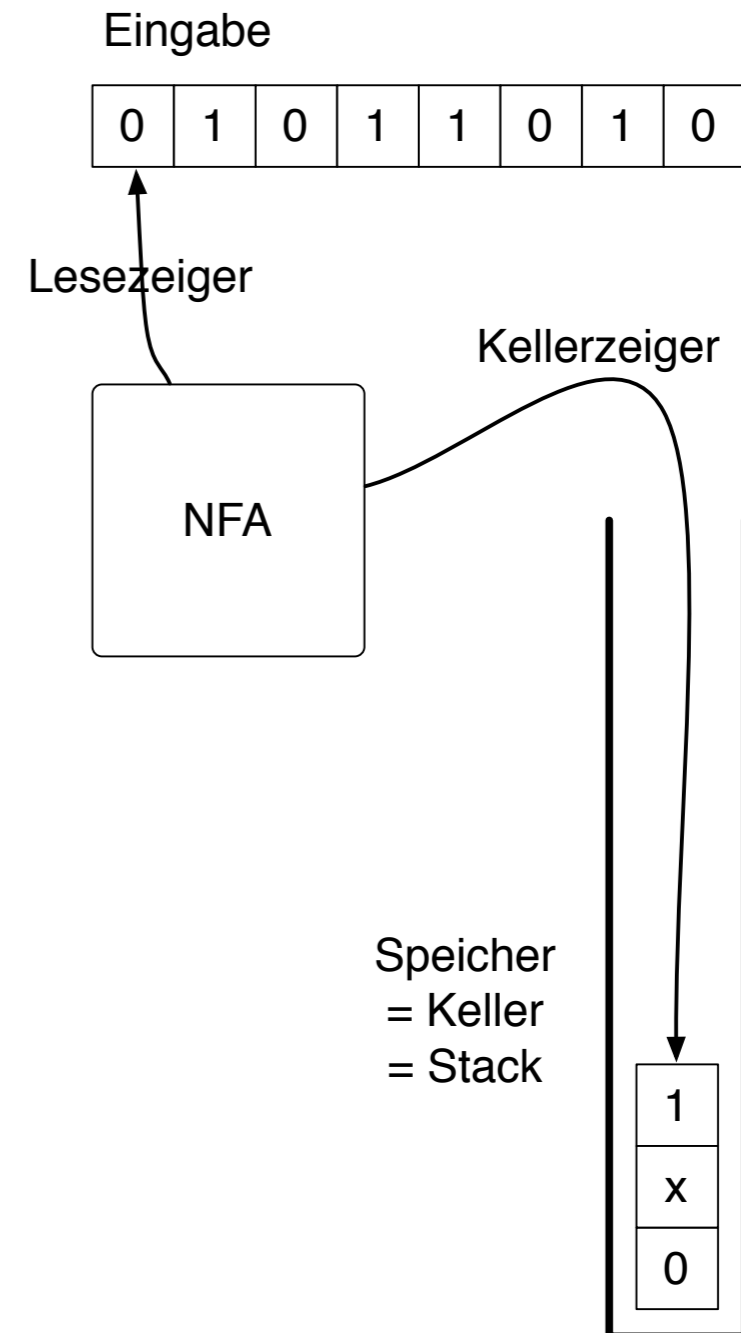 Eingabe
0 1 0 1 1 0 1 0
Lesezeiger
Kellerzeiger
NFA
Speicher
= Keller
= Stack
1
x
0